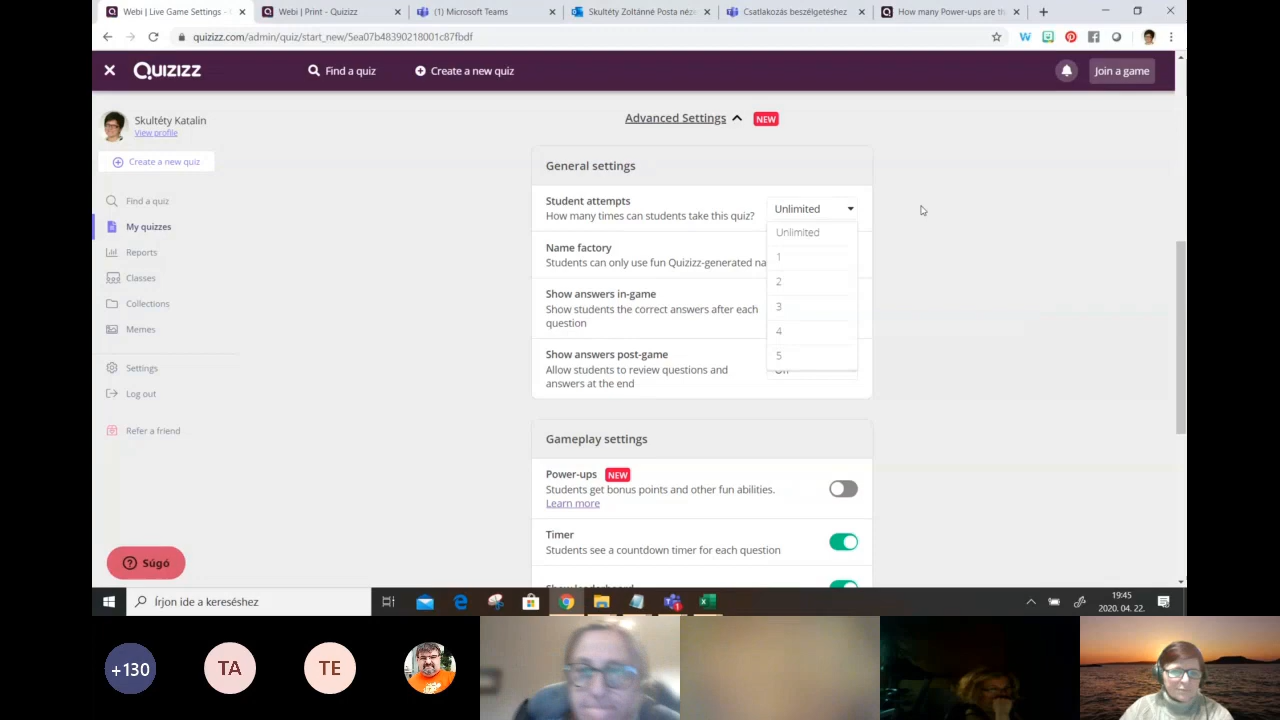 Webi | Live Game Settings -
Webi | Print - Quizizz
(1) Microsoft Teams
Skultéty Zoltánné Posta néz
Csatlakozás beszélgetéshez
How many Power-ups are th
quizizz.com/admin/quiz/start_new/5ea07b48390218001c87fbdf
QUIZIZZ
Find a quiz
Create a new quiz
Join a game
Skultéty Katalin
View profile
Create a new quiz
Find a quiz
My quizzes
Reports
Classes
Collections
Memes
Settings
Log out
Refer a friend
Súgó
Advanced Settings
NEW
General settings
Student attempts
How many times can students take this quiz?
Unlimited
Unlimited
1
2
3
4
5
Name factory
Students can only use fun Quizizz-generated na
Show answers in-game
Show students the correct answers after each
question
Show answers post-game
Allow students to review questions and
answers at the end
Off
Gameplay settings
Power-ups NEW
Students get bonus points and other fun abilities.
Learn more
Timer
Students see a countdown timer for each question
Show leaderboard
Írjon ide a kereséshez
19:45
2020. 04. 22.
+130
TA
TE